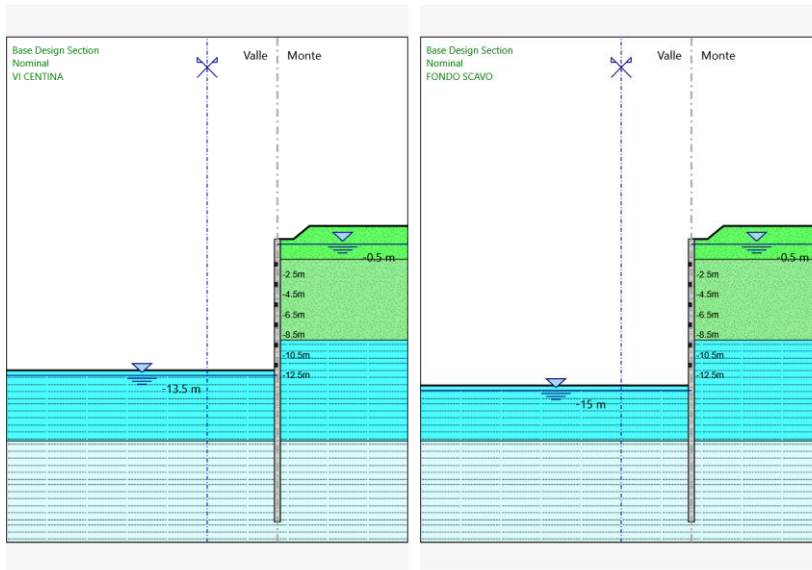 Base Design Section
Nominal
VI CENTINA
Valle
Monte
-0.5 m
-2.5m
-4.5m
-6.5m
-8.5m
-10.5m
-12.5m
-13.5 m
Base Design Section
Nominal
FONDO SCAVO
Valle
Monte
-0.5 m
-2.5m
-4.5m
-6.5m
-8.5m
-10.5m
-12.5m
-15 m